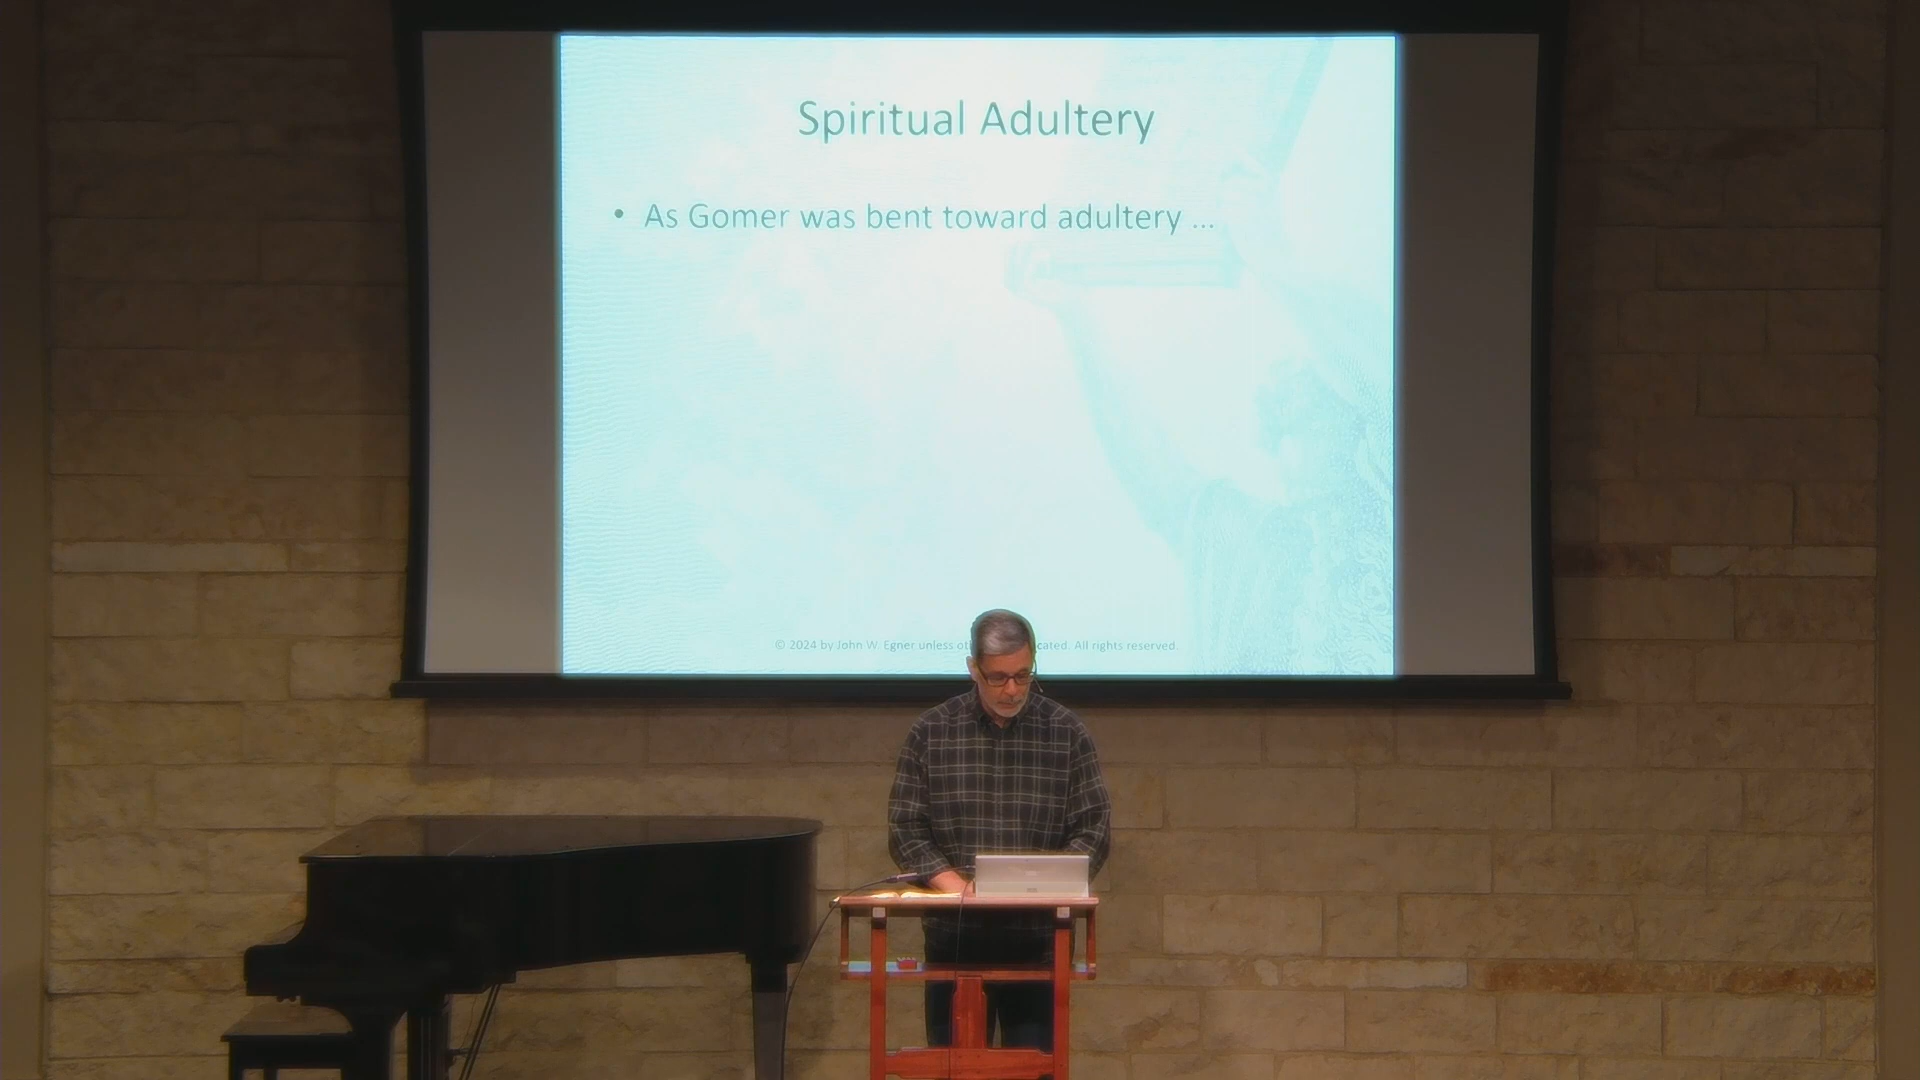 Spiritual Adultery
• As Gomer was bent toward adultery ...
© 2024 by John W. Egner unless cated. All rights reserved.